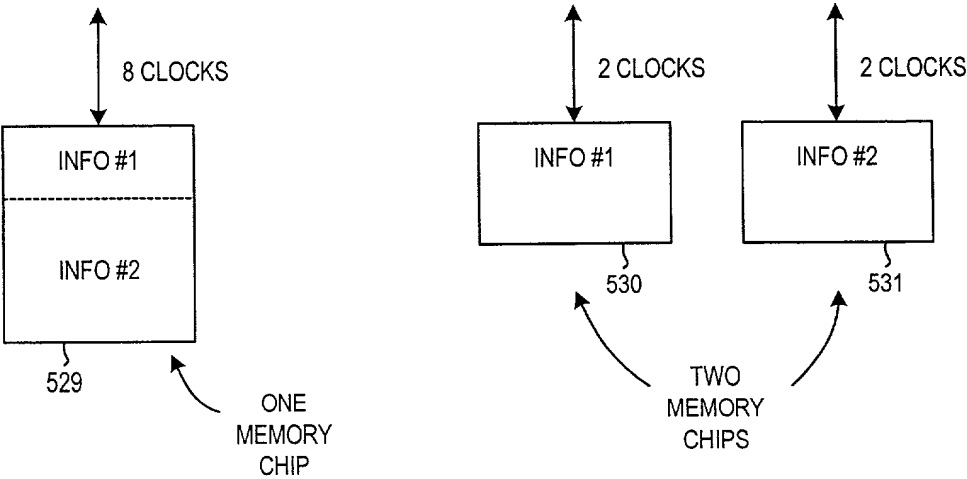 8 CLOCKS
INFO #1
INFO #2
529
ONE
MEMORY
CHIP
2 CLOCKS
2 CLOCKS
INFO #1
INFO #2
530
531
TWO
MEMORY
CHIPS